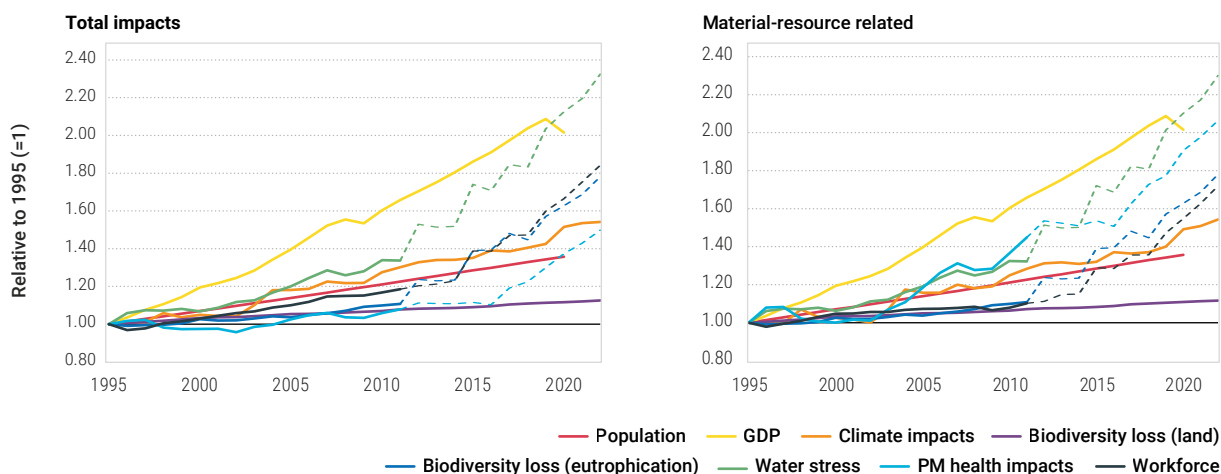 Total impacts
Material-resource related
Relative to 1995 (=1)
2.40
2.20
2.00
1.80
1.60
1.40
1.20
1.00
0.80
1995 2000 2005 2010 2015 2020
2.40
2.20
2.00
1.80
1.60
1.40
1.20
1.00
0.80
1995 2000 2005 2010 2015 2020
Population GDP Climate impacts Biodiversity loss (land)
Biodiversity loss (eutrophication) Water stress PM health impacts Workforce